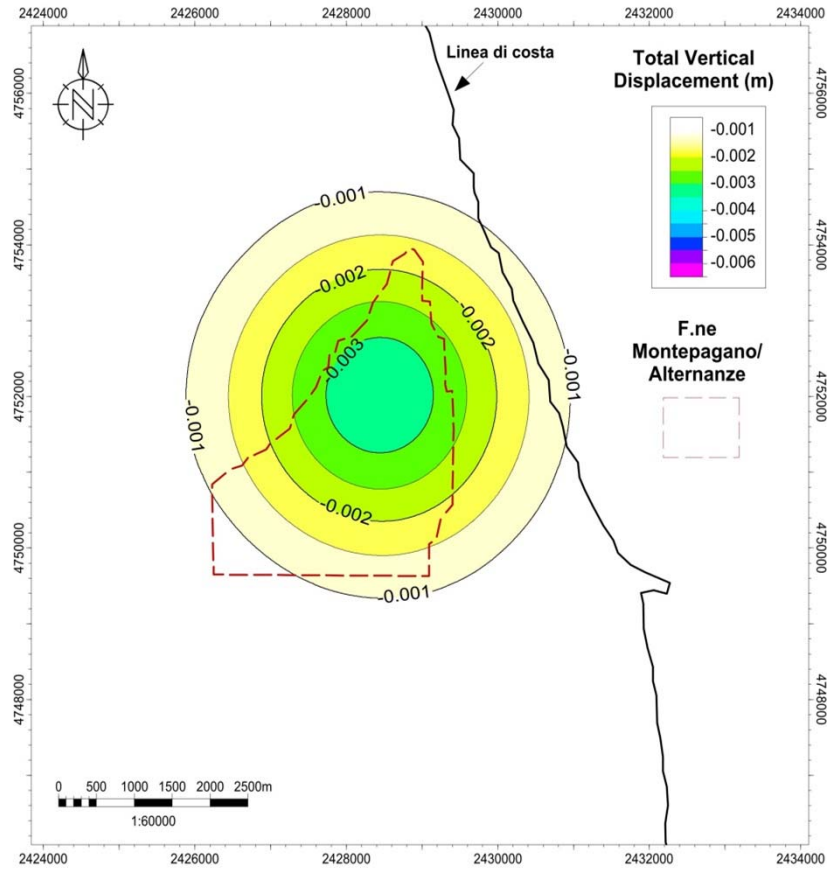 2424000 2426000 2428000 2430000 2432000 2434000
4756000
4754000
4752000
4750000
4748000
N
Linea di costa
-0.001
-0.002
-0.002
-0.003
-0.001
-0.001
-0.002
-0.001
Total Vertical
Displacement (m)
-0.001
-0.002
-0.003
-0.004
-0.005
-0.006
F.ne
Montepagano/
Alternanze
4756000
4754000
4752000
4750000
4748000
0 500 1000 1500 2000 2500m
1:60000
2424000 2426000 2428000 2430000 2432000 2434000